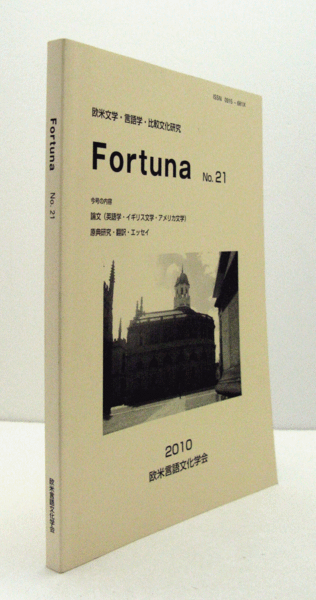 欧米文学・言語学・比較文化研究
Fortuna No. 21
今号の内容
論文（英語学・イギリス文学・アメリカ文学）
原典研究・翻訳・エッセイ
2010
欧米言語文化学会
Fortuna No. 21
欧米言語文化学会